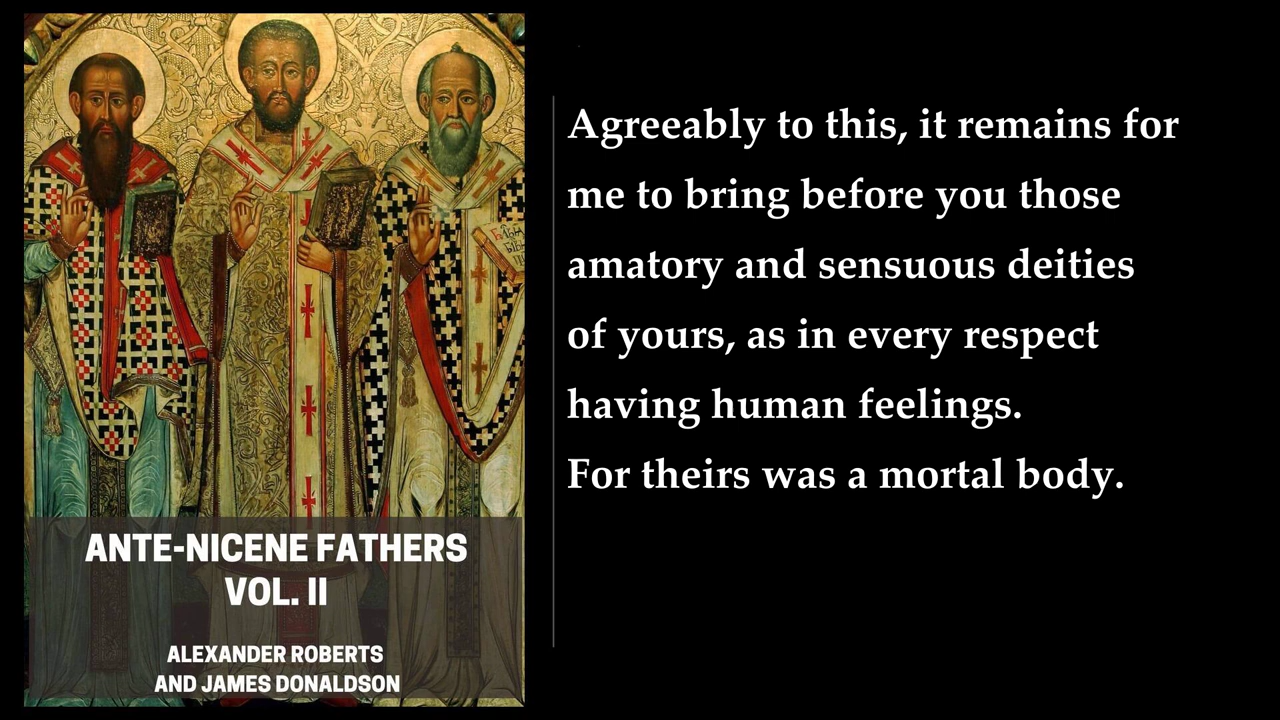 Agreeably to this, it remains for
me to bring before you those
amatory and sensuous deities
of yours, as in every respect
having human feelings.
For theirs was a mortal body.
ANTE-NICENE FATHERS
VOL. II
ALEXANDER ROBERTS
AND JAMES DONALDSON